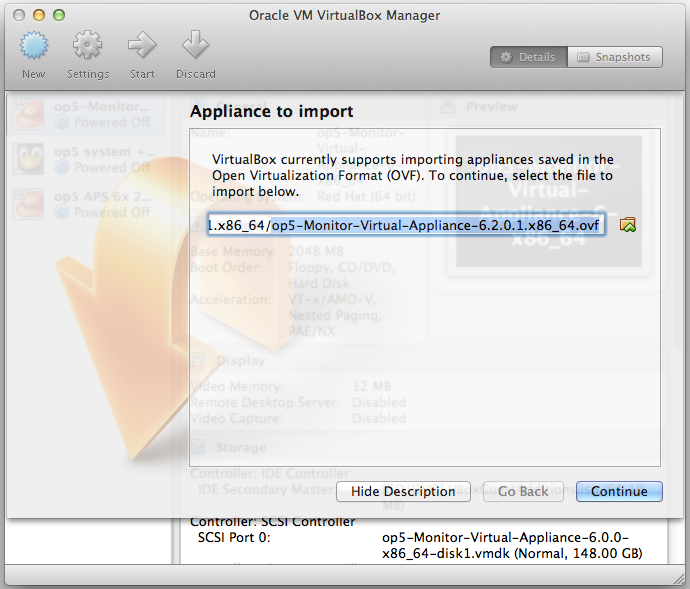 Oracle VM VirtualBox Manager
New
Settings
Start
Discard
Details
Snapshots
op5-Monitor...
Powered Off
op5 system +...
Powered Off
op5 APS 6x 2...
Powered Off
Appliance to import
General
Preview
Name:
op5-Monitor-
Virtual-
VirtualBox currently supports importing appliances saved in the
Open Virtualization Format (OVF). To continue, select the file to
import below.
Operating System:
Red Hat (64 bit)
Virtual-
Appliance-6
x86_64
1.x86_64/op5-Monitor-Virtual-Appliance-6.2.0.1.x86_64.ovf
Base Memory:
2048 MB
Boot Order:
Floppy, CD/DVD,
Hard Disk
Acceleration:
VT-x/AMD-V,
Nested Paging,
PAE/NX
Display
Video Memory:
12 MB
Remote Desktop Server:
Disabled
Video Capture:
Disabled
Storage
Controller: IDE Controller
IDE Secondary Master:
MB)
Hide Description
Go Back
Continue
Controller: SCSI Controller
SCSI Port 0:
op5-Monitor-Virtual-Appliance-6.0.0-
x86_64-disk1.vmdk (Normal, 148.00 GB)